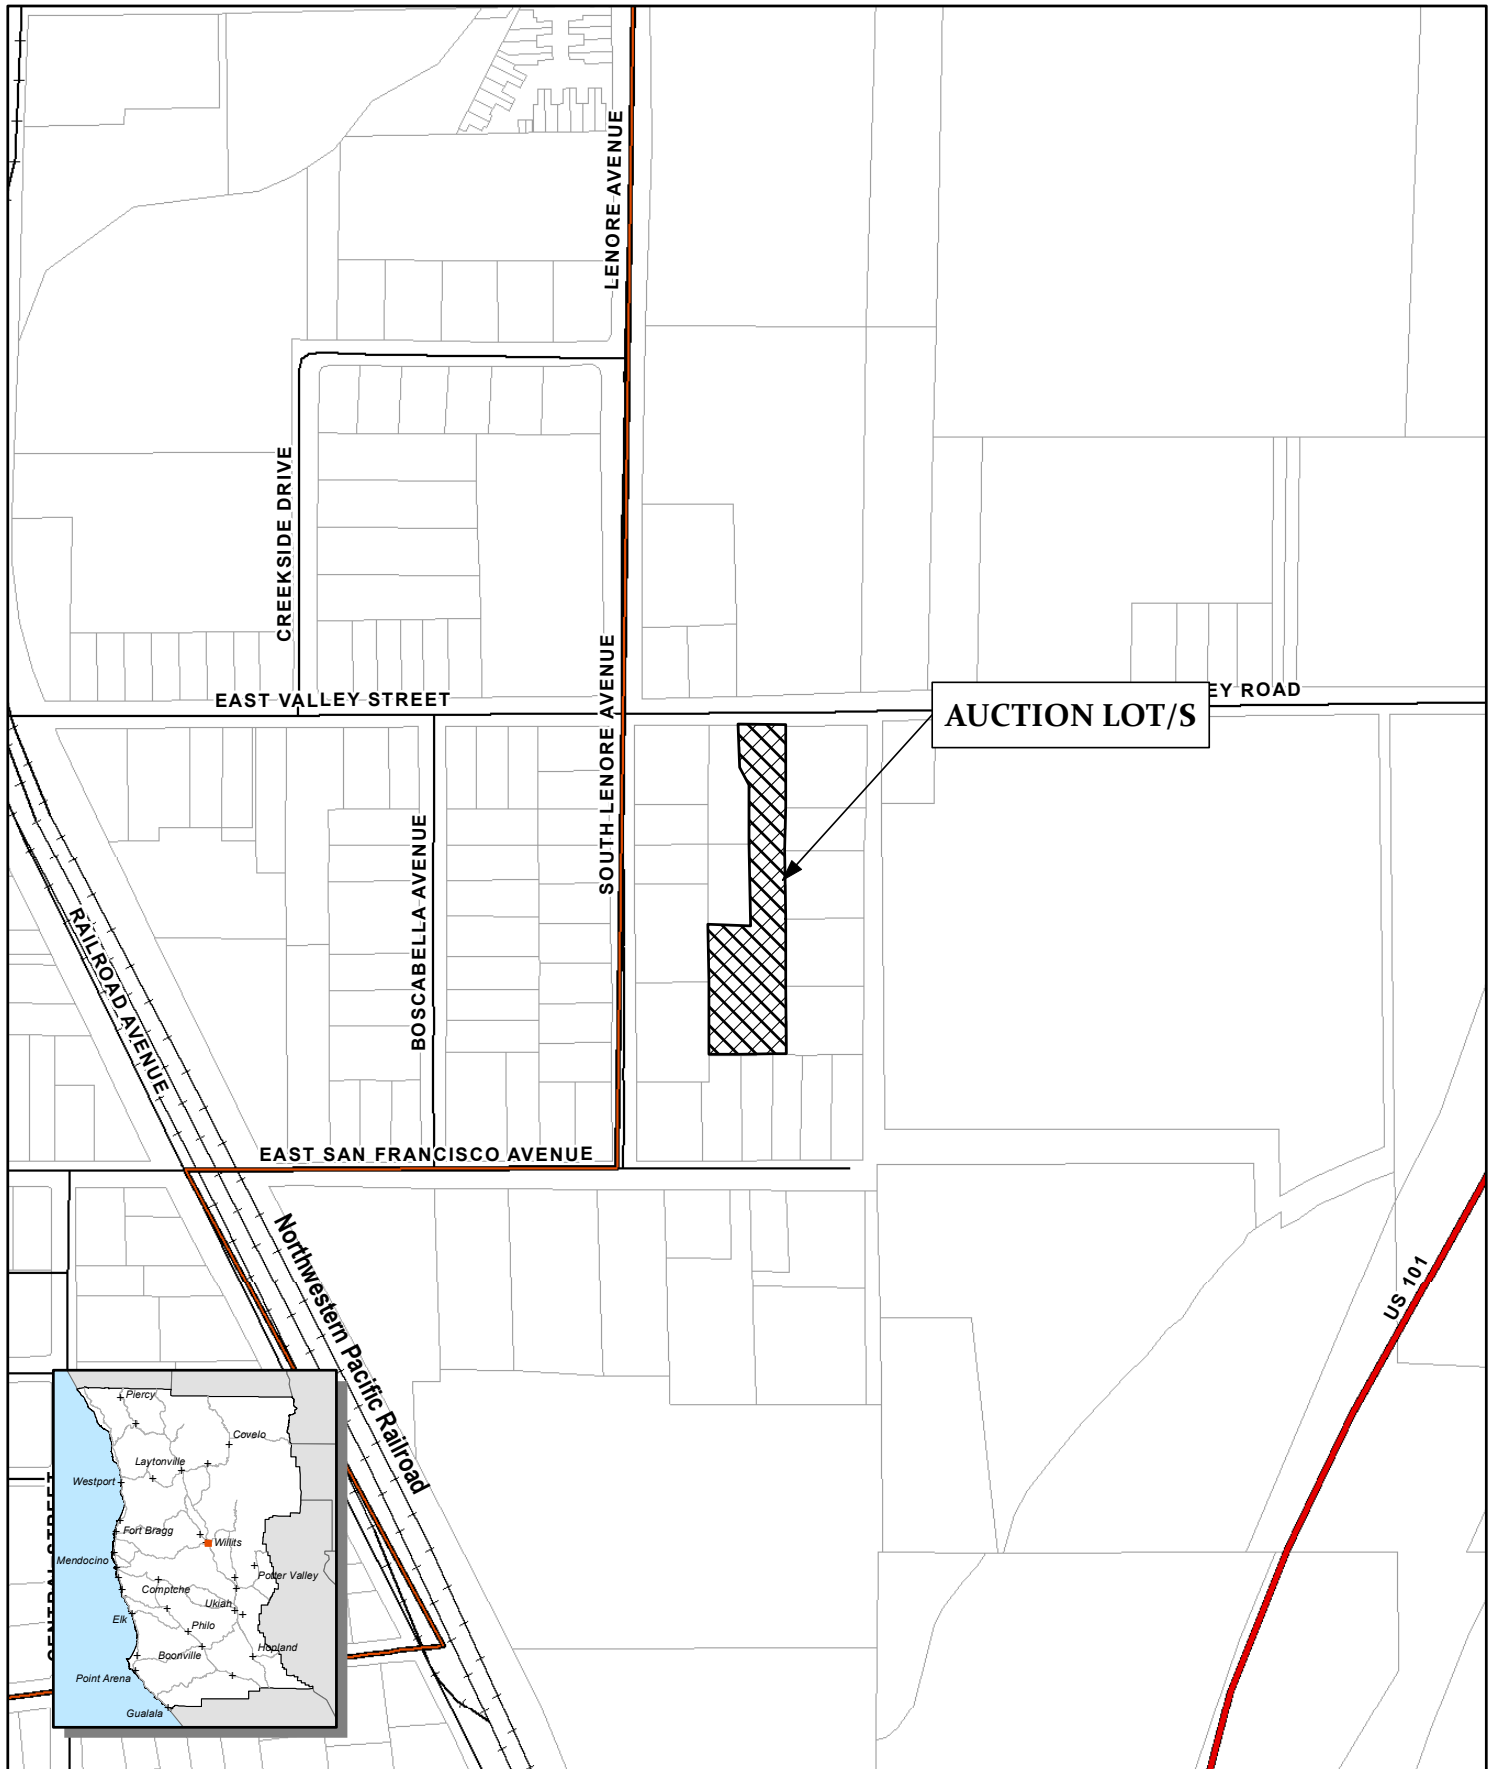 LENORE AVENUE
CREEKSIDE DRIVE
EAST VALLEY STREET
SOUTH LENORE AVENUE
EY ROAD
AUCTION LOT/S
BOSCABELLA AVENUE
RAILROAD AVENUE
EAST SAN FRANCISCO AVENUE
Northwestern Pacific Railroad
US 101
Piercy
Covelo
Laytonville
Westport
Fort Bragg
Willits
Mendocino
Potter Valley
Comptche
Ukiah
Elk
Philo
Boonville
Hopland
Point Arena
Gualala